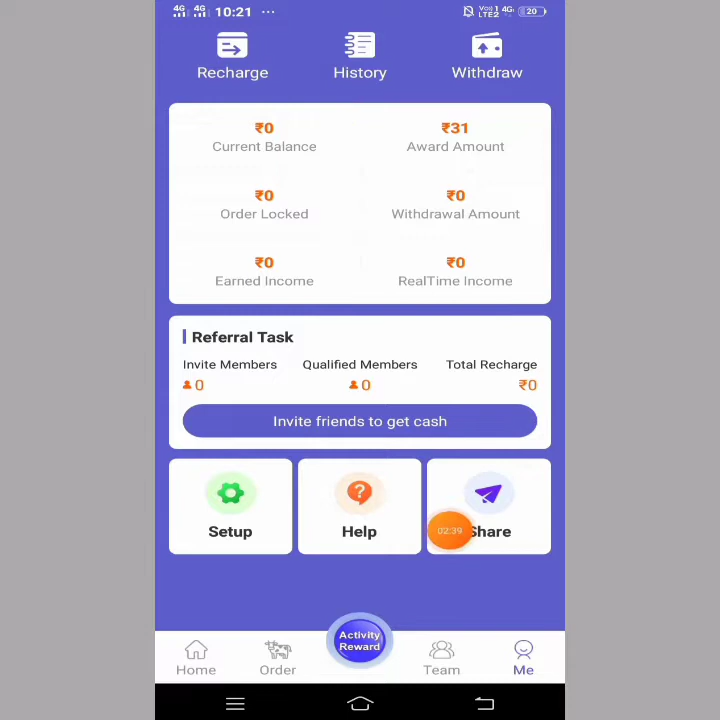 4G 4G 10:21 ...
Vo) 1 4G LTE2 20
Recharge History Withdraw
₹0 ₹31
Current Balance Award Amount
₹0 ₹0
Order Locked Withdrawal Amount
₹0 ₹0
Earned Income RealTime Income
Referral Task
Invite Members Qualified Members Total Recharge
0 0 ₹0
Invite friends to get cash
Setup Help Share
02:39
Activity
Reward
Home Order Team Me